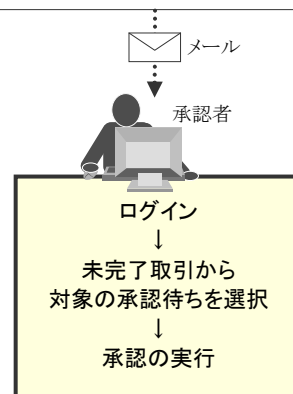 メール
承認者
ログイン
↓
未完了取引から
対象の承認待ちを選択
↓
承認の実行